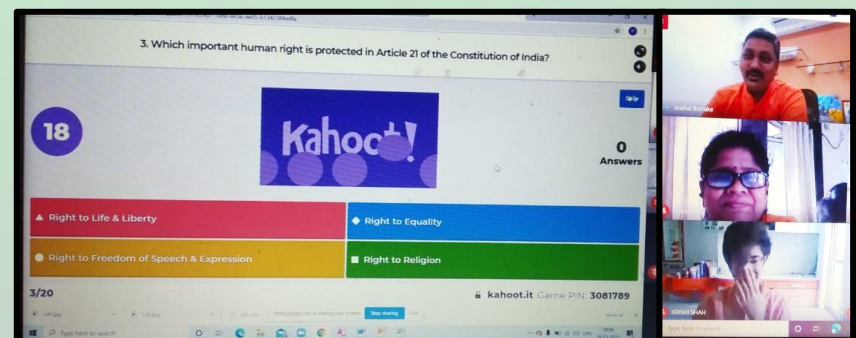 3. Which important human right is protected in Article 21 of the Constitution of India?
Skip
18
Kahoot!
0
Answers
▲ Right to Life & Liberty
◆ Right to Equality
● Right to Freedom of Speech & Expression
■ Right to Religion
3/20
kahoot.it Game PIN: 3081789
Stop sharing
Type here to search
Snehal Borkake
KRISHI SHAH
Type here to search